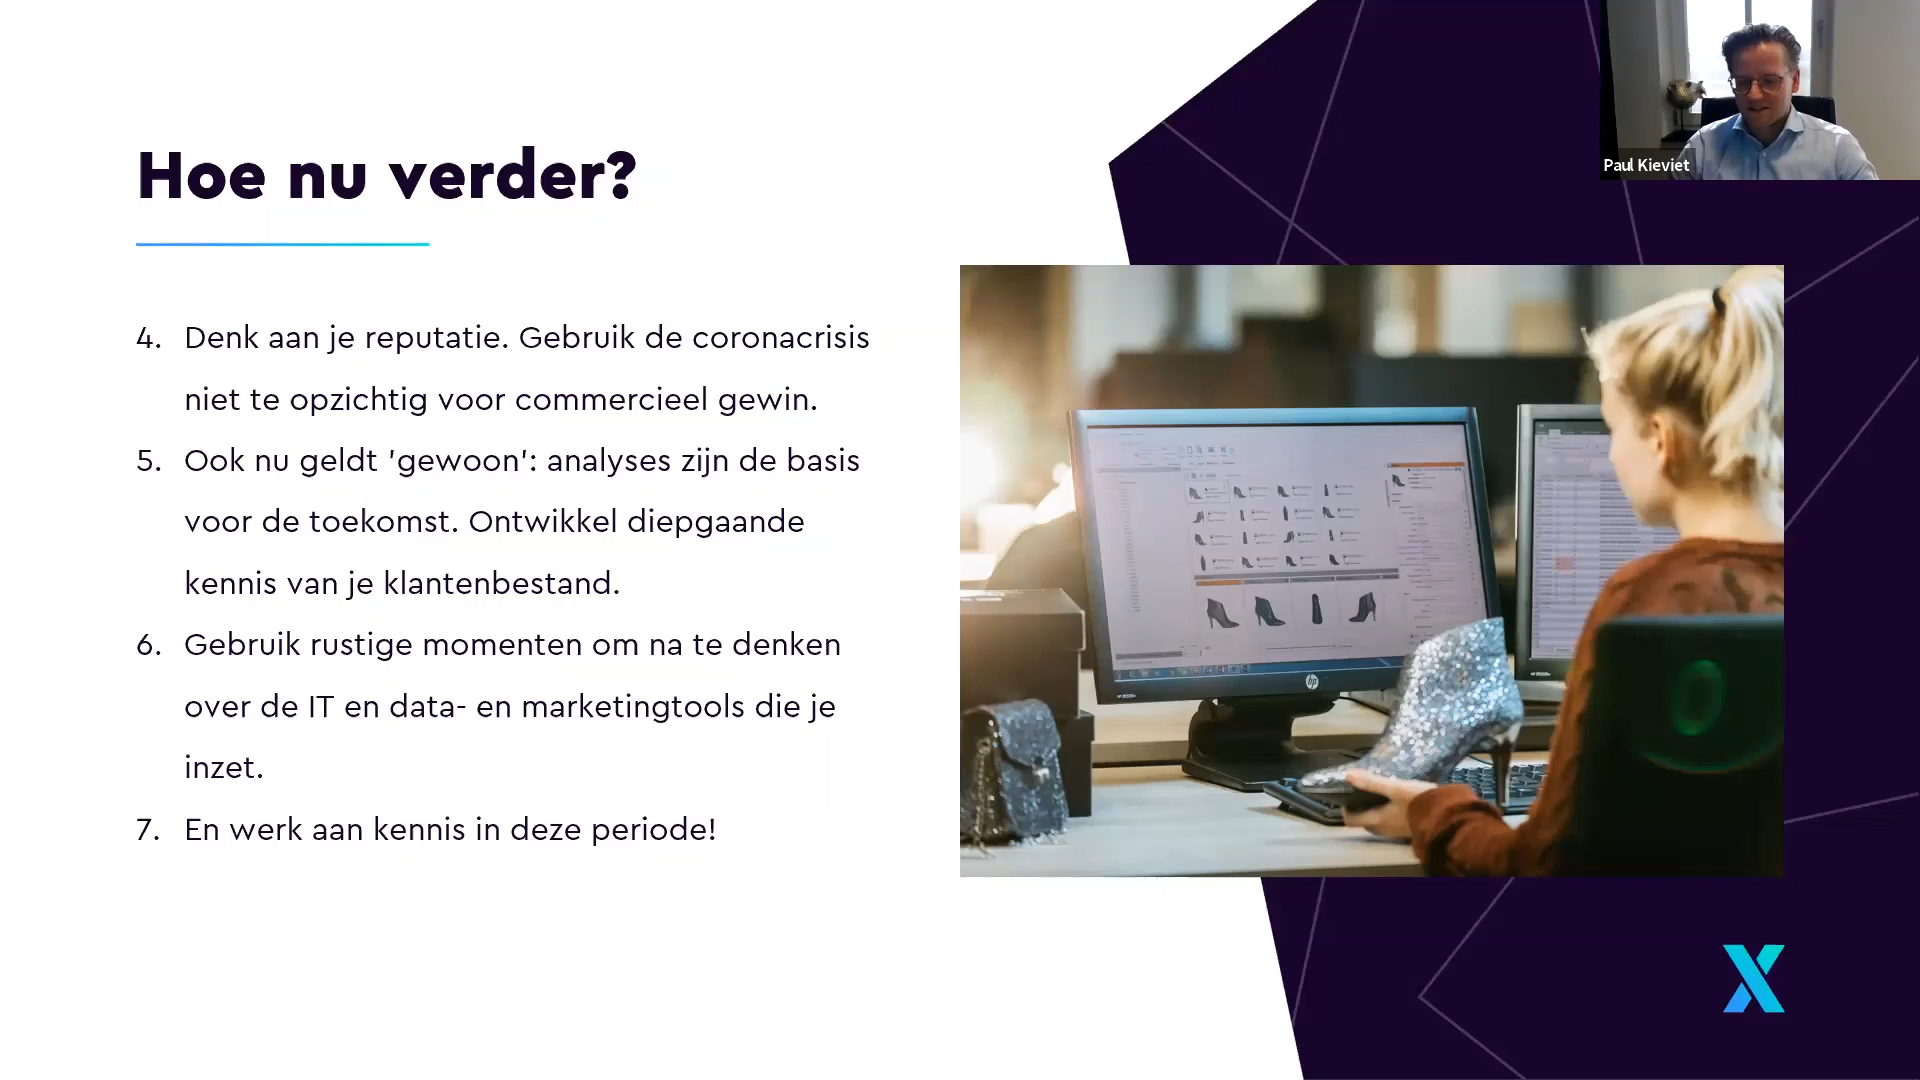 Paul Kieviet
Hoe nu verder?
4. Denk aan je reputatie. Gebruik de coronacrisis
niet te opzichtig voor commercieel gewin.
5. Ook nu geldt 'gewoon': analyses zijn de basis
voor de toekomst. Ontwikkel diepgaande
kennis van je klantenbestand.
6. Gebruik rustige momenten om na te denken
over de IT en data- en marketingtools die je
inzet.
7. En werk aan kennis in deze periode!
hp
X